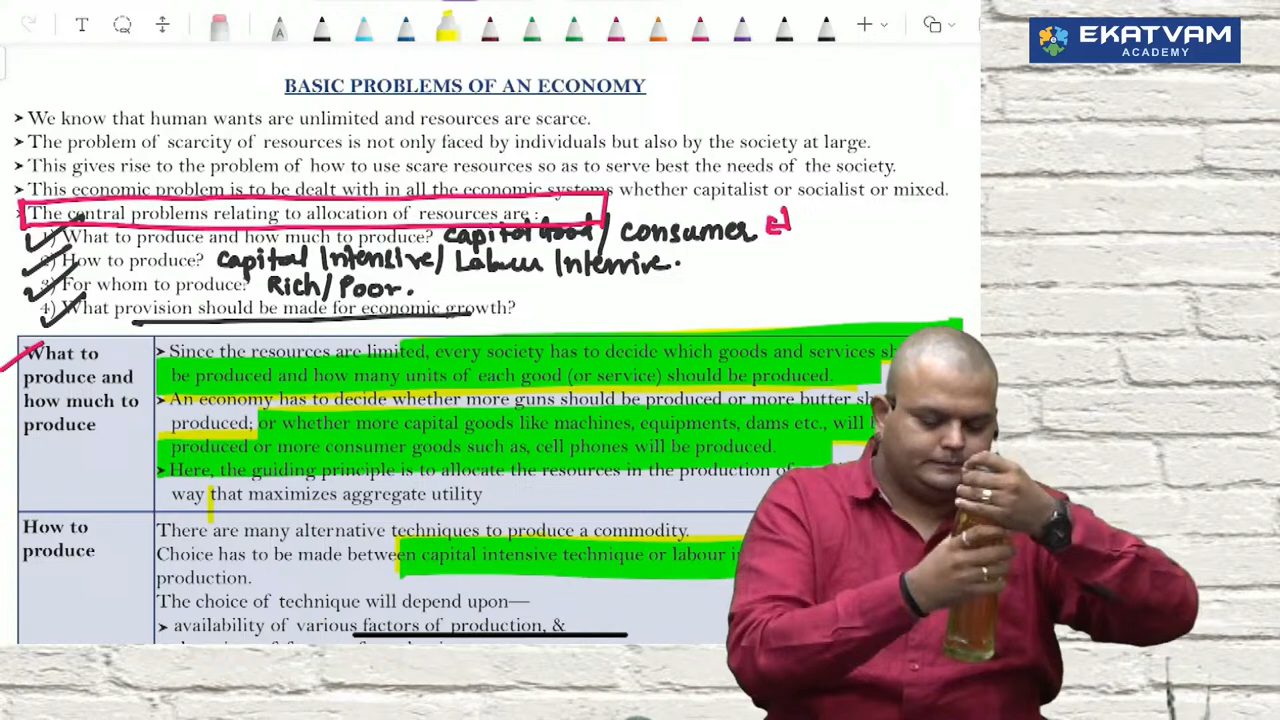 EKATVAM
ACADEMY
BASIC PROBLEMS OF AN ECONOMY
➤ We know that human wants are unlimited and resources are scarce.
➤ The problem of scarcity of resources is not only faced by individuals but also by the society at large.
➤ This gives rise to the problem of how to use scare resources so as to serve best the needs of the society.
➤ This economic problem is to be dealt with in all the economic systems whether capitalist or socialist or mixed.
The central problems relating to allocation of resources are :
1) What to produce and how much to produce? capital Good / consumer
2) How to produce? capital Intensive / Labour Intensive.
3) For whom to produce? Rich/Poor.
4) What provision should be made for economic growth?
What to produce and how much to produce
➤ Since the resources are limited, every society has to decide which goods and services
be produced and how many units of each good (or service) should be produced.
➤ An economy has to decide whether more guns should be produced or more butter
produced; or whether more capital goods like machines, equipments, dams etc., will
produced or more consumer goods such as, cell phones will be produced.
➤ Here, the guiding principle is to allocate the resources in the production of
way that maximizes aggregate utility
How to produce
There are many alternative techniques to produce a commodity.
Choice has to be made between capital intensive technique or labour
production.
The choice of technique will depend upon—
➤ availability of various factors of production, &